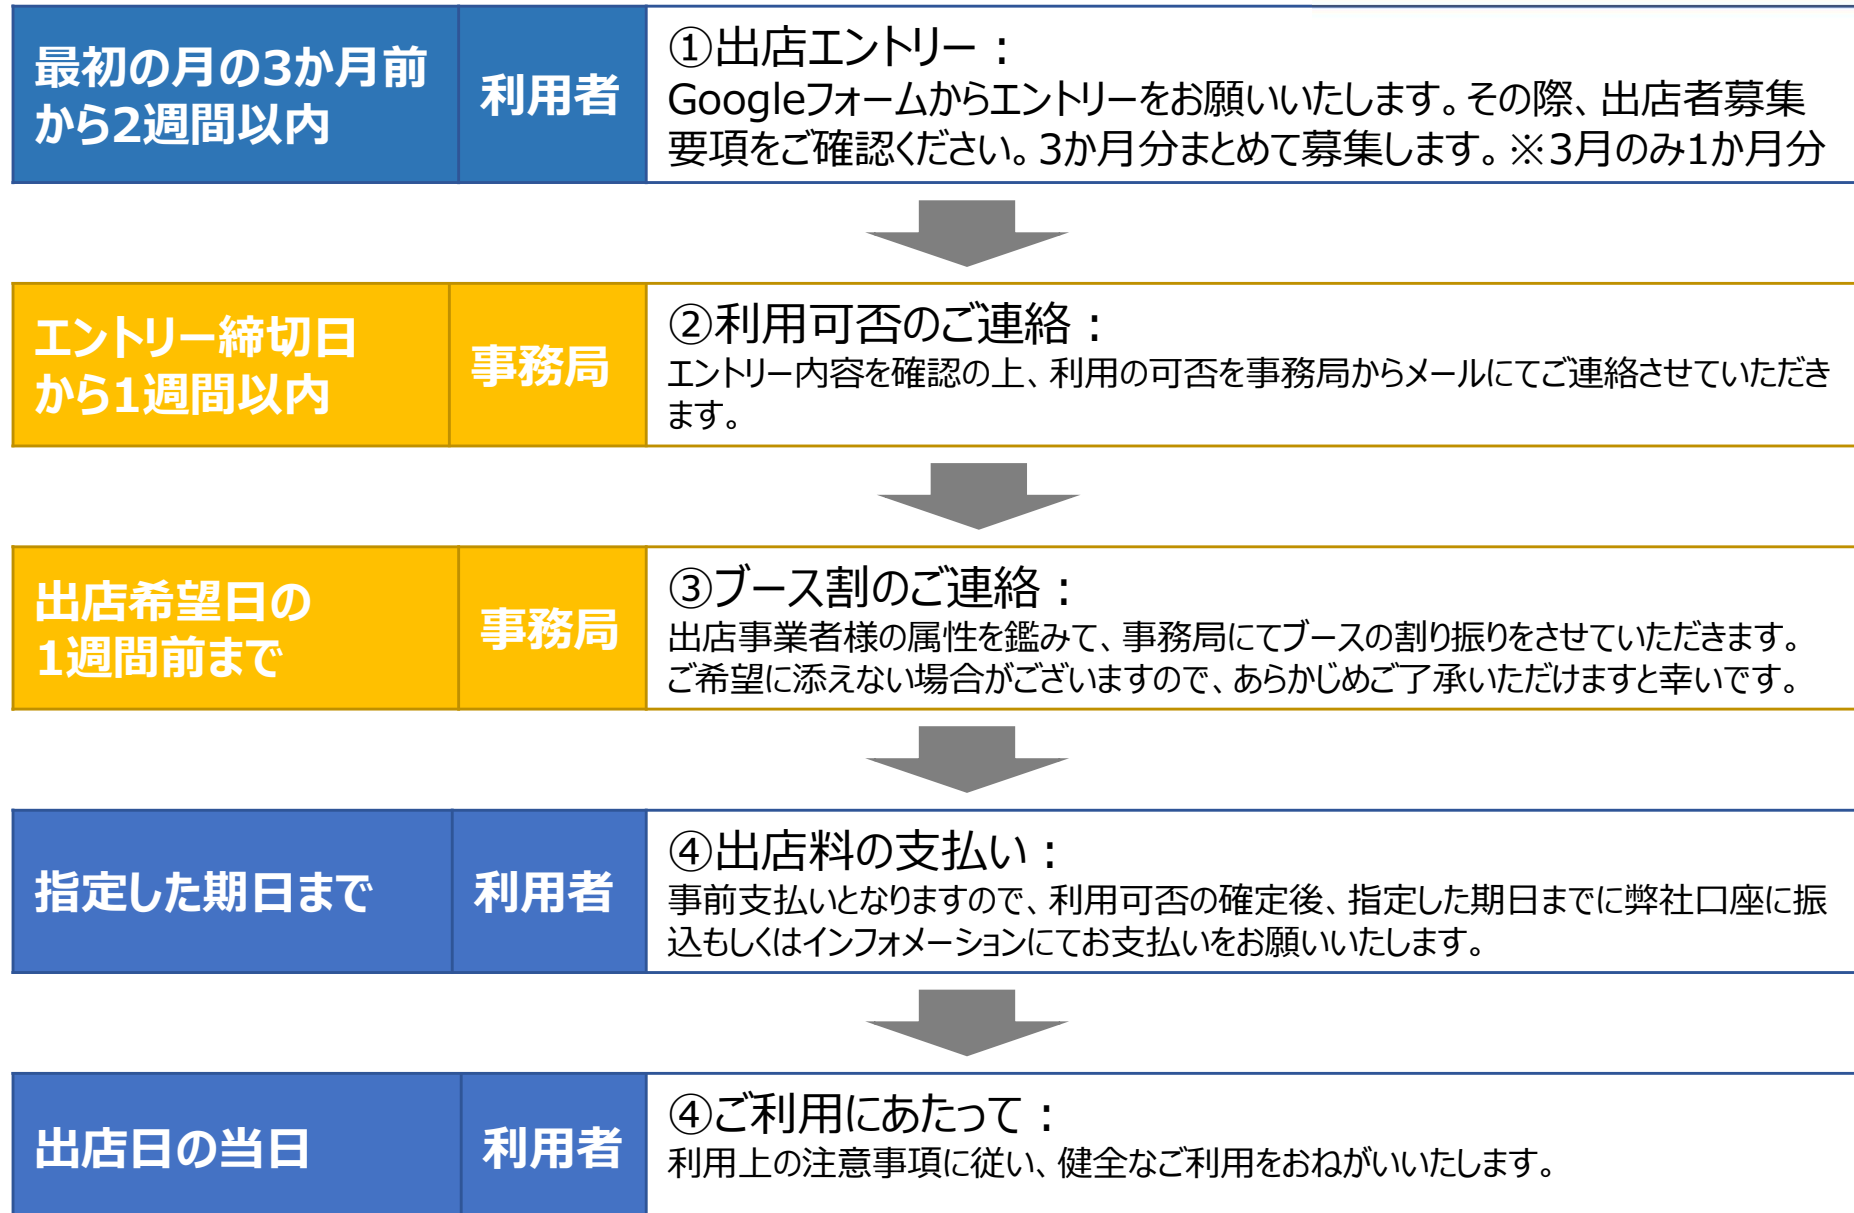 最初の月の3か月前
から2週間以内
利用者
①出店エントリー：
Googleフォームからエントリーをお願いいたします。その際、出店者募集
要項をご確認ください。3か月分まとめて募集します。※3月のみ1か月分
エントリー締切日
から1週間以内
事務局
②利用可否のご連絡：
エントリー内容を確認の上、利用の可否を事務局からメールにてご連絡させていただき
ます。
出店希望日の
1週間前まで
事務局
③ブース割のご連絡：
出店事業者様の属性を鑑みて、事務局にてブースの割り振りをさせていただきます。
ご希望に添えない場合がございますので、あらかじめご了承いただけますと幸いです。
指定した期日まで
利用者
④出店料の支払い：
事前支払いとなりますので、利用可否の確定後、指定した期日までに弊社口座に振
込もしくはインフォメーションにてお支払いをお願いいたします。
出店日の当日
利用者
④ご利用にあたって：
利用上の注意事項に従い、健全なご利用をおねがいいたします。